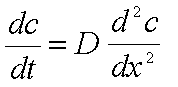 dc/dt = D d²c/dx²